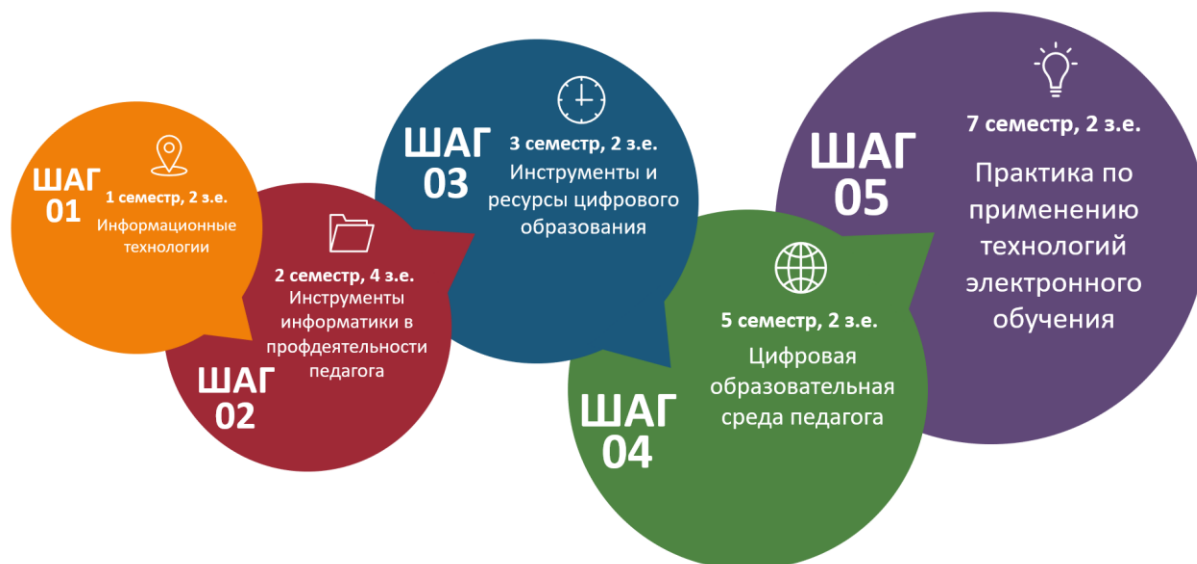 ШАГ
01
1 семестр, 2 з.е.
Информационные
технологии
ШАГ
02
2 семестр, 4 з.е.
Инструменты
информатики в
профдеятельности
педагога
ШАГ
03
3 семестр, 2 з.е.
Инструменты и
ресурсы цифрового
образования
ШАГ
04
5 семестр, 2 з.е.
Цифровая
образовательная
среда педагога
ШАГ
05
7 семестр, 2 з.е.
Практика по
применению
технологий
электронного
обучения